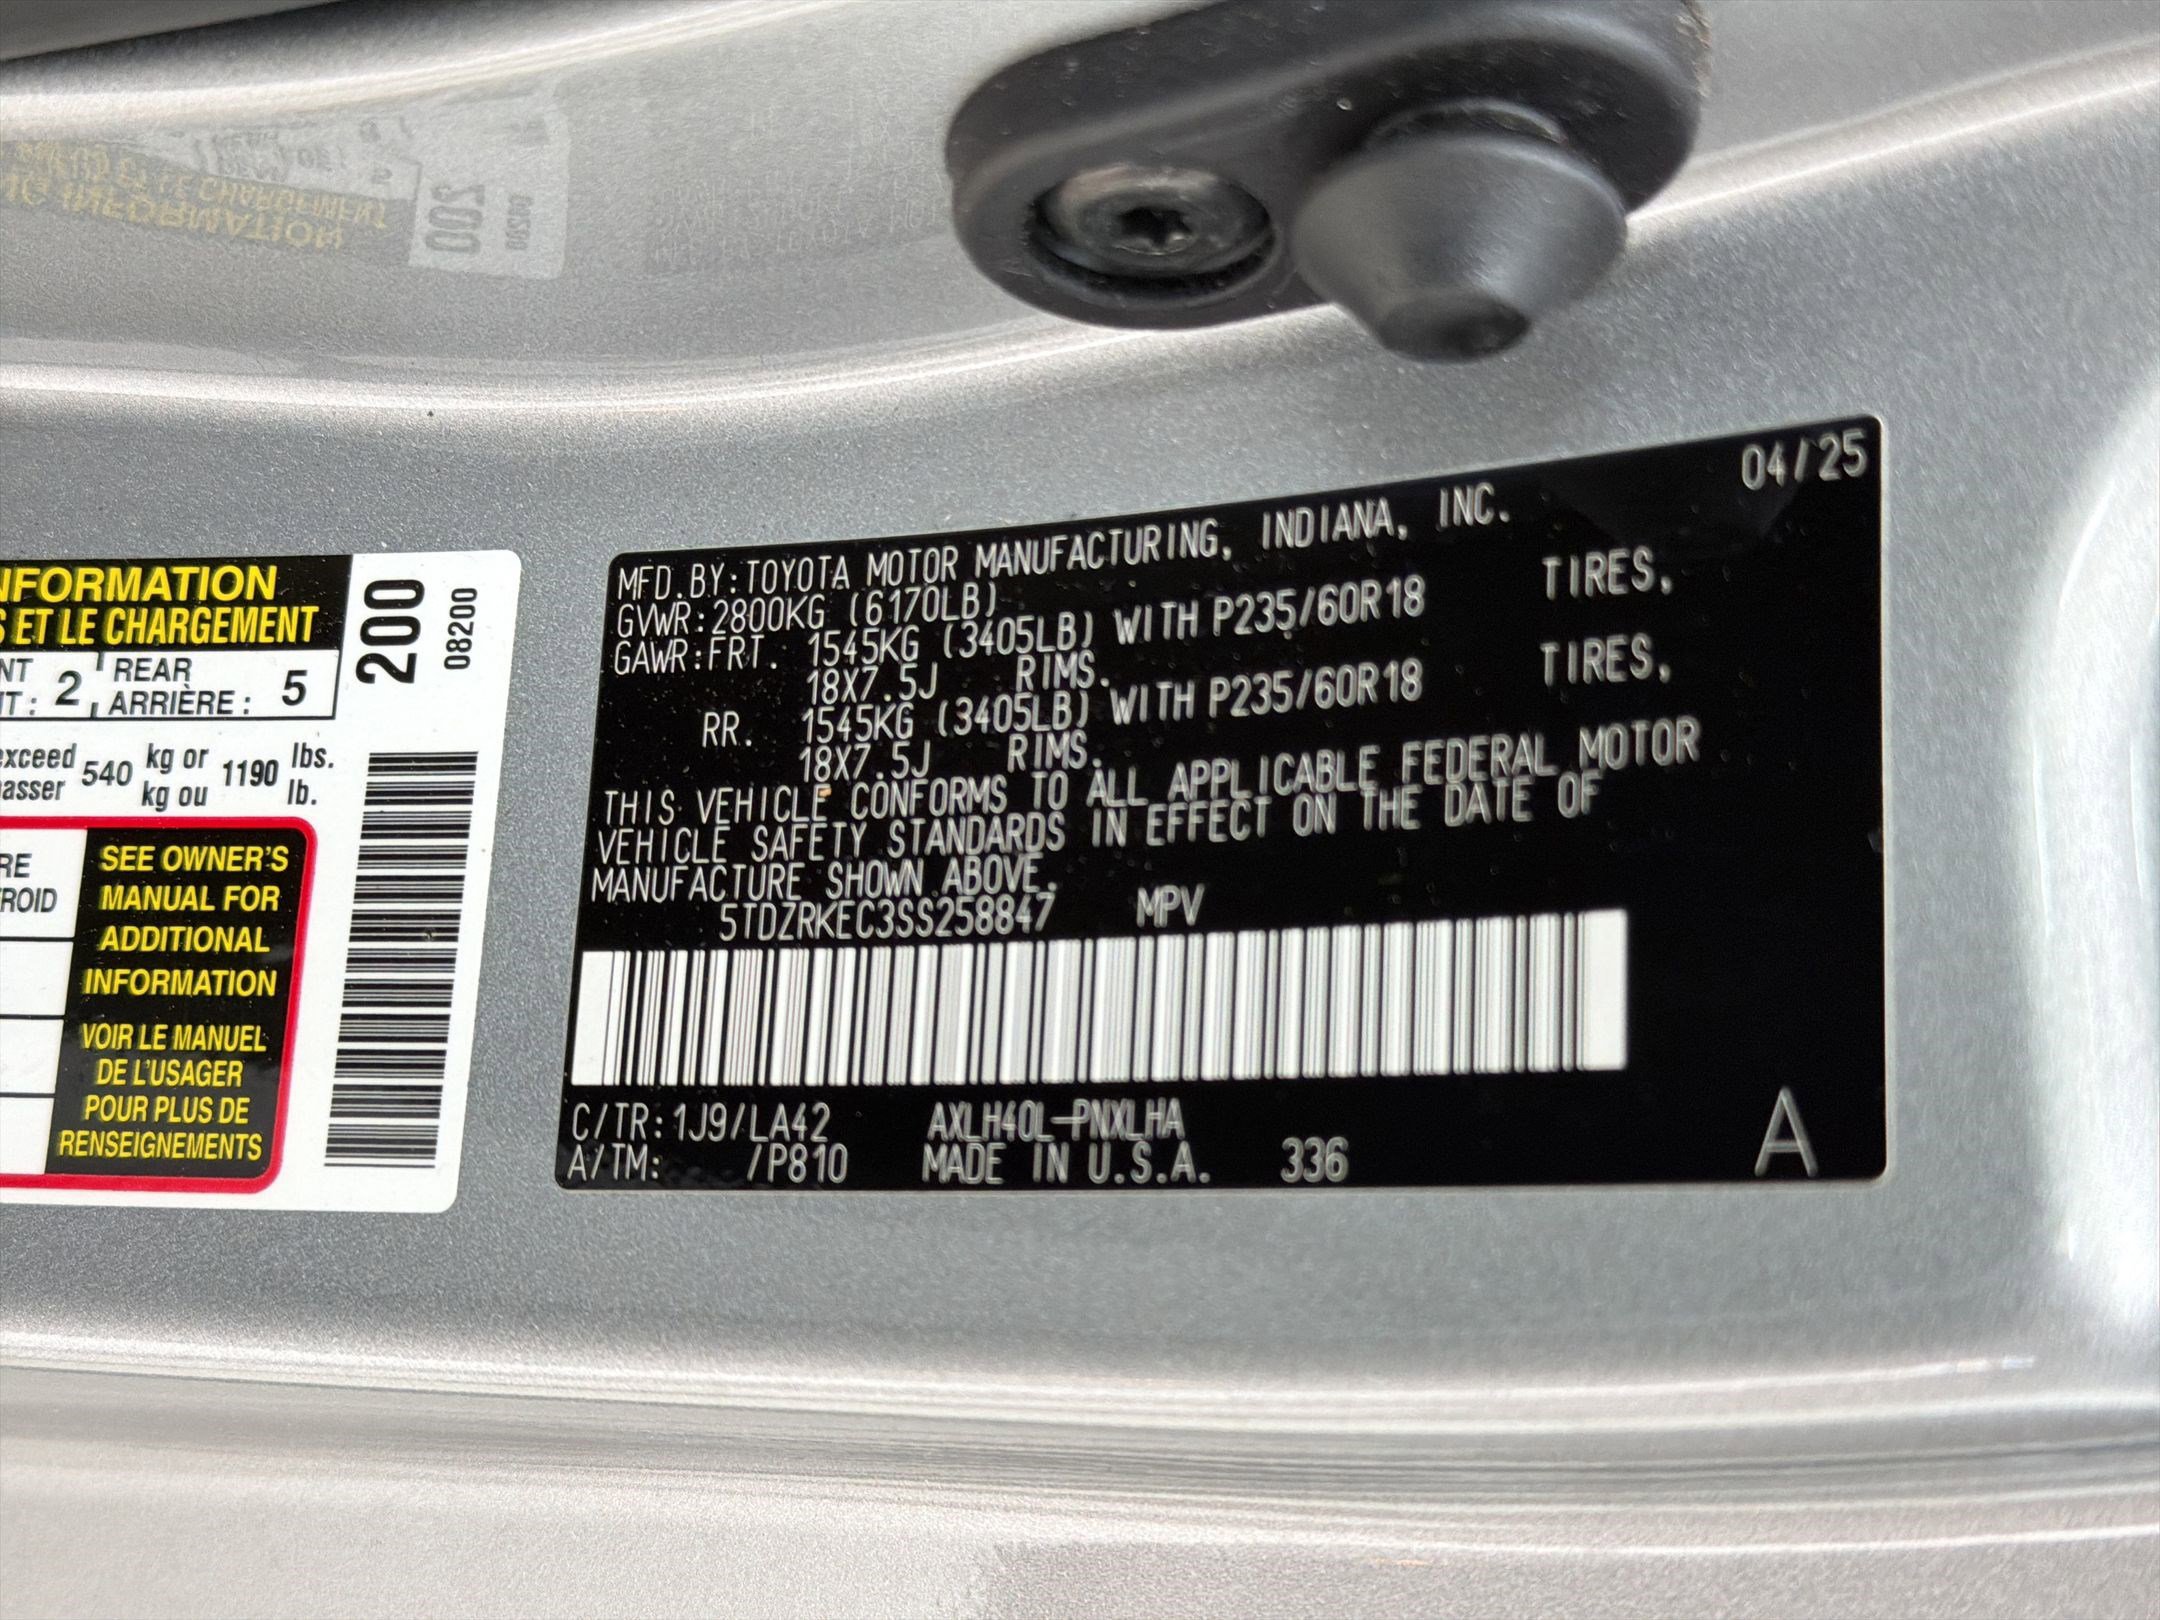 NFORMATION
S ET LE CHARGEMENT
NT : 2 REAR
T : ARRIÈRE : 5
exceed 540 kg or 1190 lbs.
asser kg ou lb.
RE
ROID
SEE OWNER'S
MANUAL FOR
ADDITIONAL
INFORMATION
VOIR LE MANUEL
DE L'USAGER
POUR PLUS DE
RENSEIGNEMENTS
200
08200
04/25
MFD.BY:TOYOTA MOTOR MANUFACTURING, INDIANA, INC.
GVWR:2800KG (6170LB)
GAWR:FRT. 1545KG (3405LB) WITH P235/60R18 TIRES,
18X7.5J RIMS.
RR. 1545KG (3405LB) WITH P235/60R18 TIRES,
18X7.5J RIMS.
THIS VEHICLE CONFORMS TO ALL APPLICABLE FEDERAL MOTOR
VEHICLE SAFETY STANDARDS IN EFFECT ON THE DATE OF
MANUFACTURE SHOWN ABOVE.
5TDZRKEC3SS258847 MPV
C/TR:1J9/LA42 AXLH40L-PNXLHA
A/TM: /P810 MADE IN U.S.A. 336
A